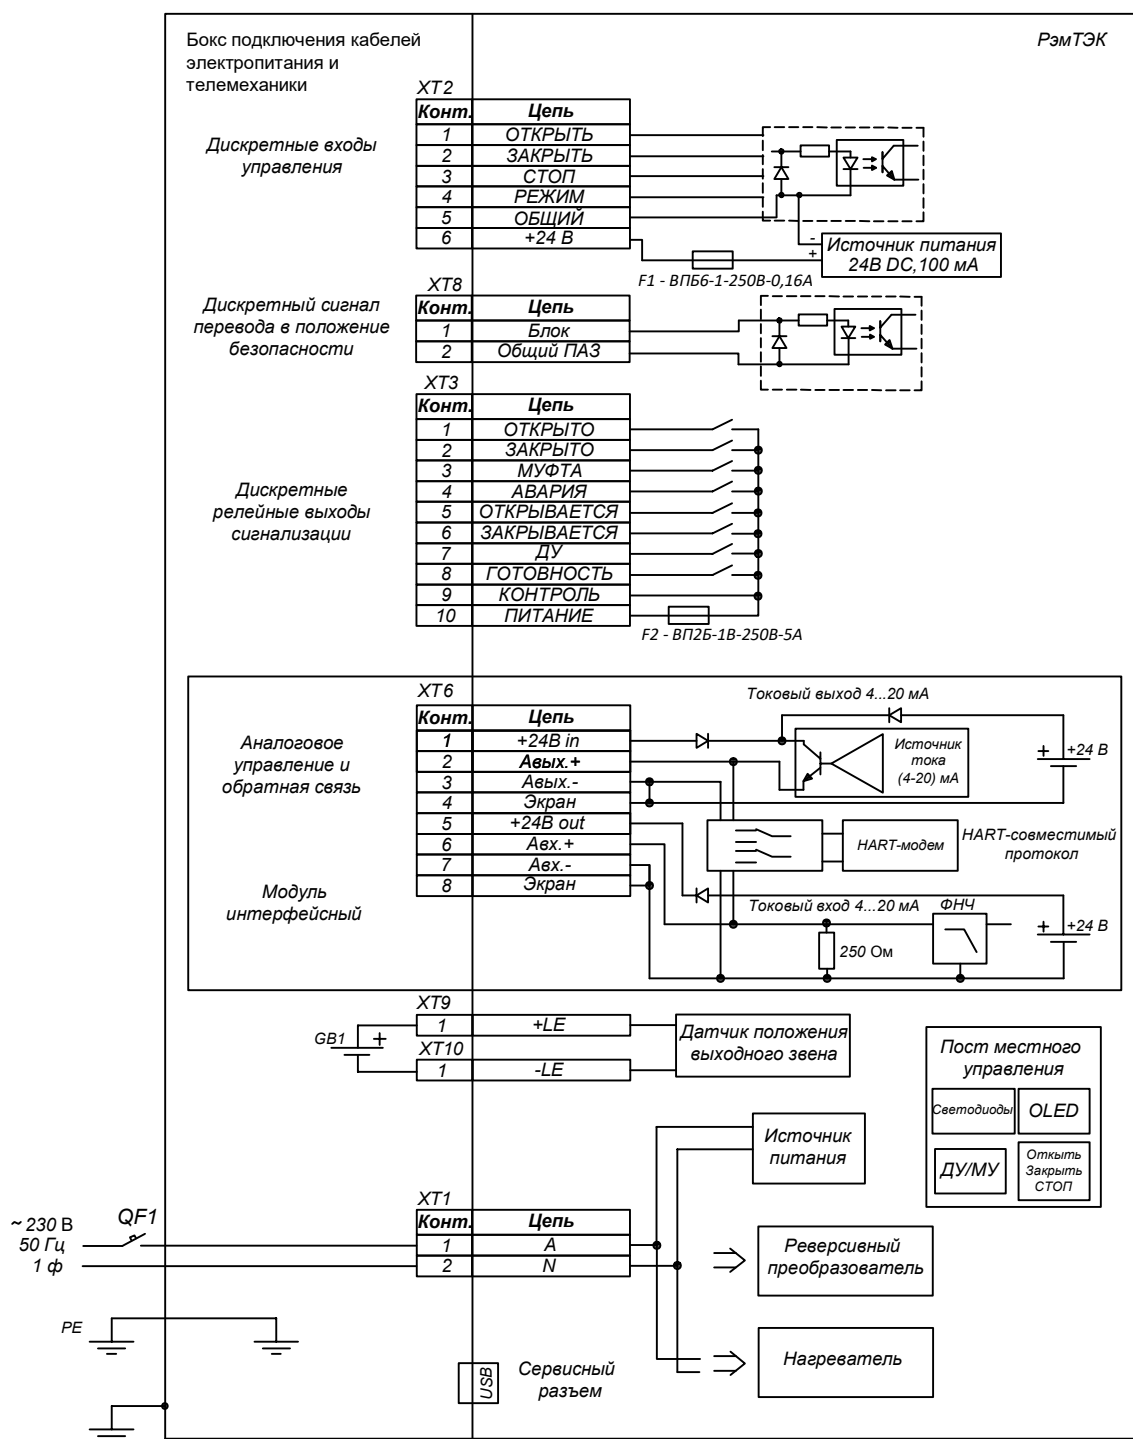 Бокс подключения кабелей
электропитания и
телемеханики
РэмТЭК
XT2
Конт. Цепь
Дискретные входы
управления
1 ОТКРЫТЬ
2 ЗАКРЫТЬ
3 СТОП
4 РЕЖИМ
5 ОБЩИЙ
6 +24 В
-
+
Источник питания
24В DC,100 мА
F1 - ВПБ6-1-250В-0,16А
XT8
Дискретный сигнал
перевода в положение
безопасности
Конт. Цепь
1 Блок
2 Общий ПАЗ
XT3
Конт. Цепь
Дискретные
релейные выходы
сигнализации
1 ОТКРЫТО
2 ЗАКРЫТО
3 МУФТА
4 АВАРИЯ
5 ОТКРЫВАЕТСЯ
6 ЗАКРЫВАЕТСЯ
7 ДУ
8 ГОТОВНОСТЬ
9 КОНТРОЛЬ
10 ПИТАНИЕ
F2 - ВП2Б-1В-250В-5А
XT6
Токовый выход 4...20 мА
Конт. Цепь
Аналоговое
управление и
обратная связь
1 +24В in
2 Авых.+
3 Авых.-
4 Экран
5 +24В out
6 Авх.+
7 Авх.-
8 Экран
Источник
тока
(4-20) мА
+
+24 В
HART-модем
HART-совместимый
протокол
Модуль
интерфейсный
Токовый вход 4...20 мА
ФНЧ
250 Ом
+
+24 В
XT9
1 +LE
GB1
+
XT10
1 -LE
Датчик положения
выходного звена
Пост местного
управления
Светодиоды
OLED
ДУ/МУ
Откыть
Закрыть
СТОП
Источник
питания
XT1
Конт. Цепь
1 A
2 N
~ 230 В
50 Гц
1 ф
QF1
Реверсивный
преобразователь
PE
Нагреватель
USB
Сервисный
разъем